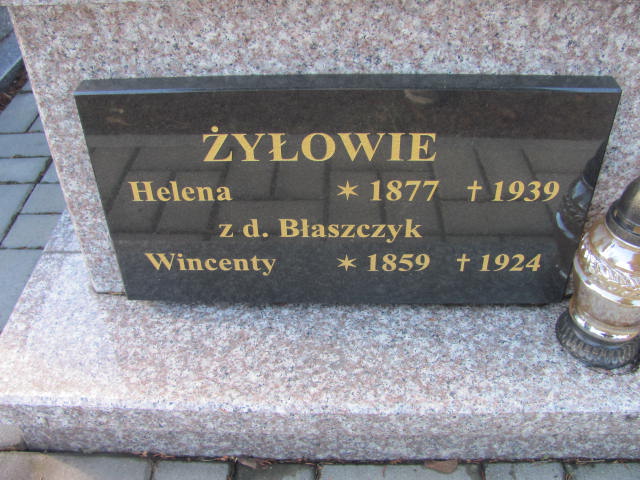 ŻYŁOWIE
Helena ✶ 1877 † 1939
z d. Błaszczyk
Wincenty ✶ 1859 † 1924